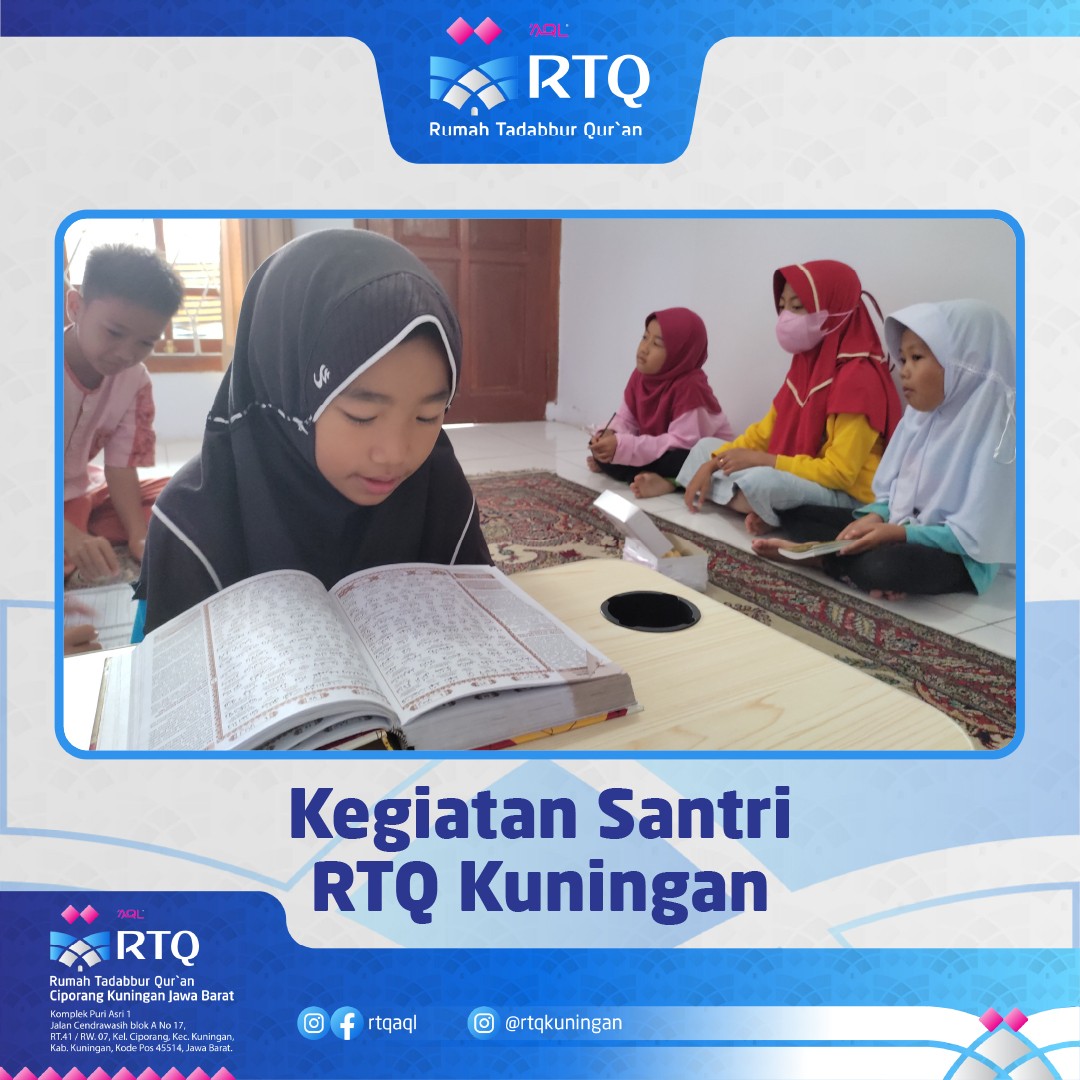 AQL
RTQ
Rumah Tadabbur Qur`an
Kegiatan Santri
RTQ Kuningan
AQL
RTQ
Rumah Tadabbur Qur`an
Ciporang Kuningan Jawa Barat
Komplek Puri Asri 1
Jalan Cendrawasih blok A No 17,
RT.41 / RW. 07, Kel. Ciporang, Kec. Kuningan,
Kab. Kuningan, Kode Pos 45514, Jawa Barat.
rtqaql
@rtqkuningan